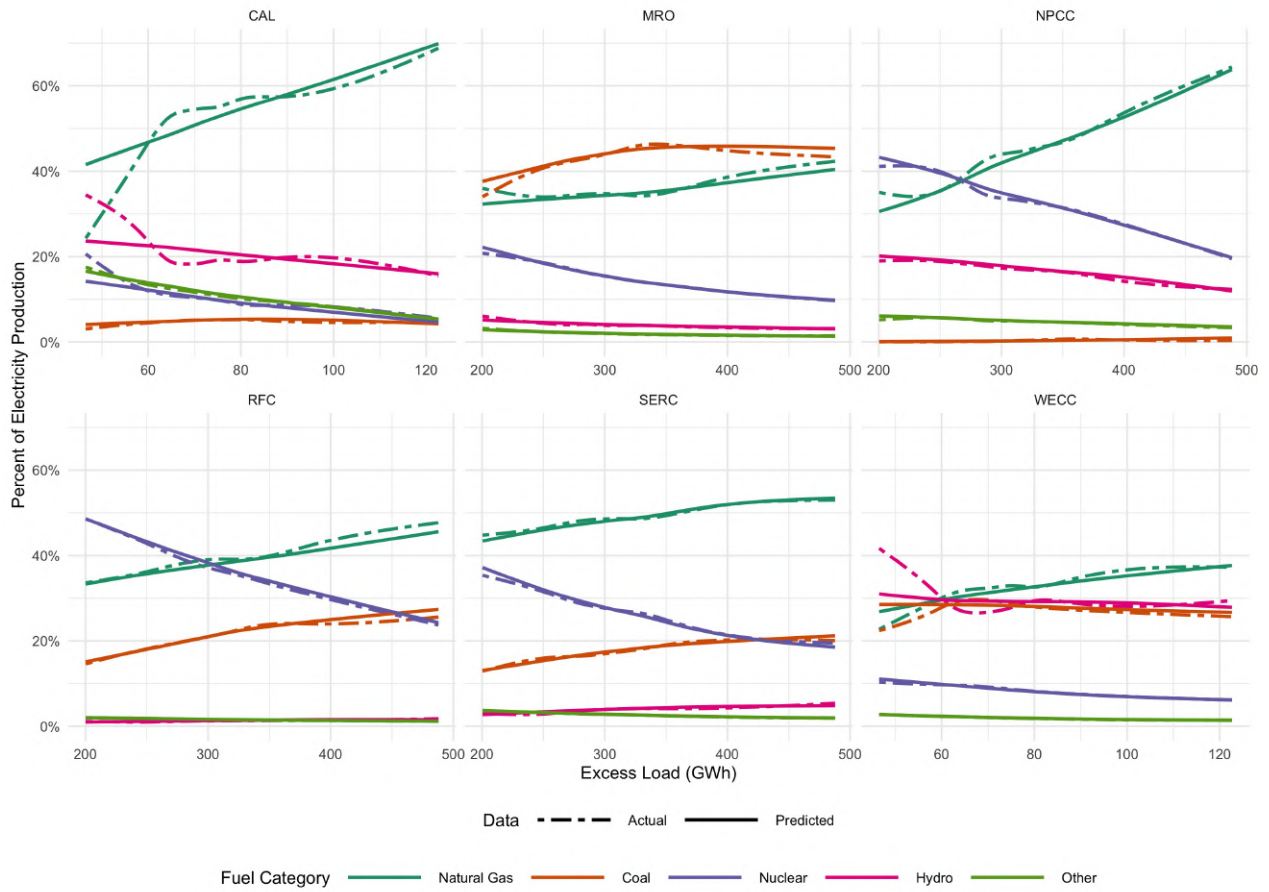 CAL MRO NPCC
Percent of Electricity Production
60%
40%
20%
0%
60 80 100 120 200 300 400 500 200 300 400 500
RFC SERC WECC
60%
40%
20%
0%
200 300 400 500 200 300 400 500 60 80 100 120
Excess Load (GWh)
Data Actual Predicted
Fuel Category Natural Gas Coal Nuclear Hydro Other